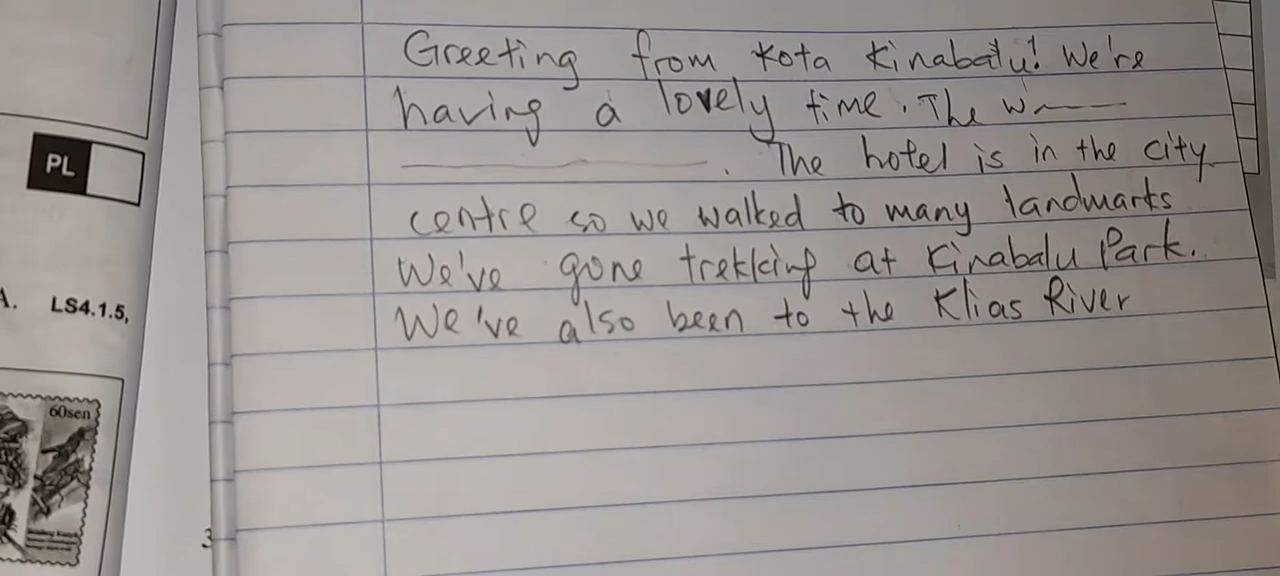 Greeting from Kota Kinabalu! We're
having a lovely time. The w
. The hotel is in the city
centre so we walked to many landmarks
We've gone trekking at Kinabalu Park.
We've also been to the Klias River
PL
LS4.1.5,
60sen
3